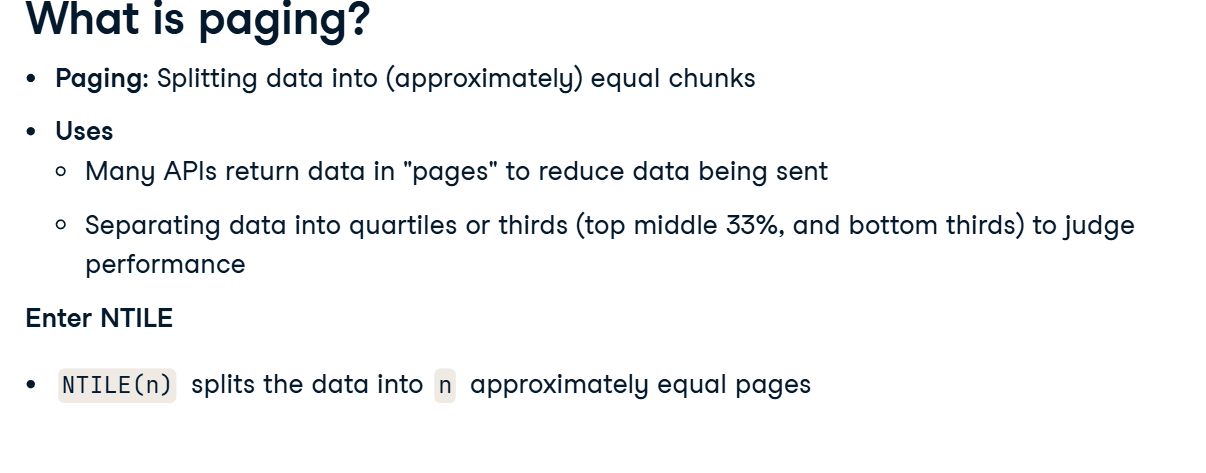 What is paging?
• Paging: Splitting data into (approximately) equal chunks
• Uses
◦ Many APIs return data in "pages" to reduce data being sent
◦ Separating data into quartiles or thirds (top middle 33%, and bottom thirds) to judge
performance
Enter NTILE
• NTILE(n) splits the data into n approximately equal pages